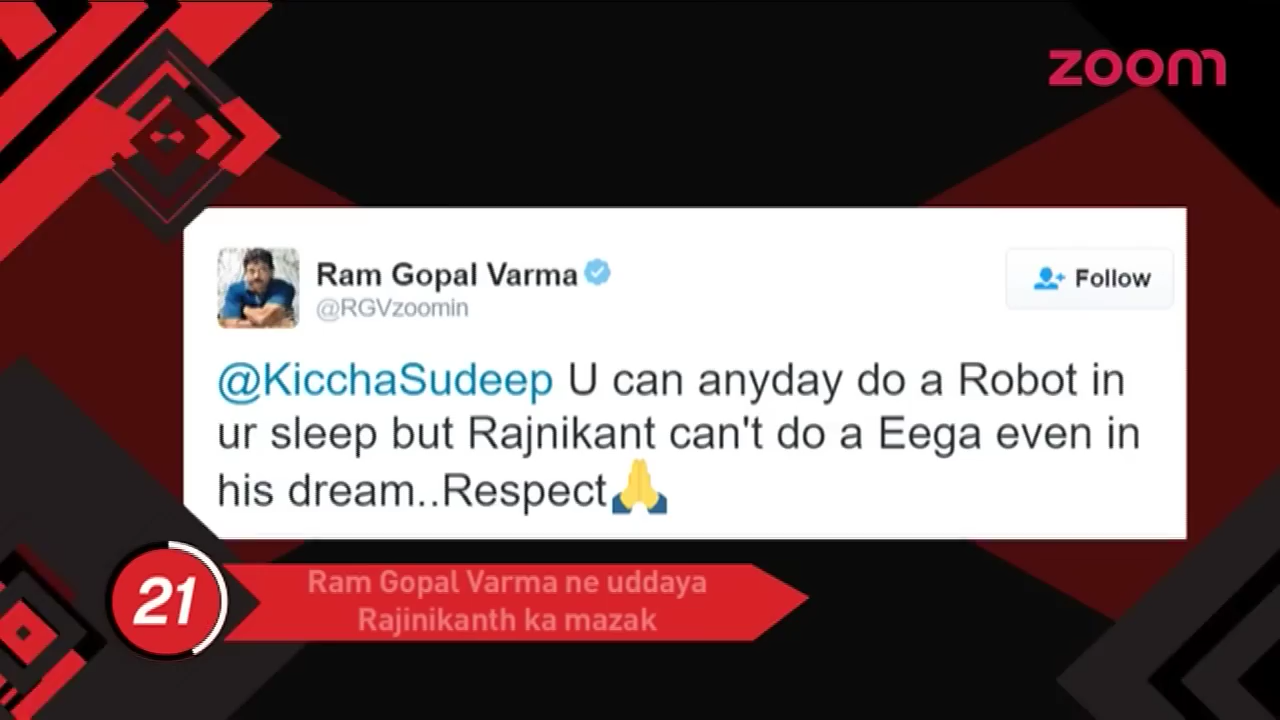 zoom
Ram Gopal Varma
@RGVzoomin
Follow
@KicchaSudeep U can anyday do a Robot in
ur sleep but Rajnikant can't do a Eega even in
his dream..Respect🙏
21
Ram Gopal Varma ne uddaya
Rajinikanth ka mazak